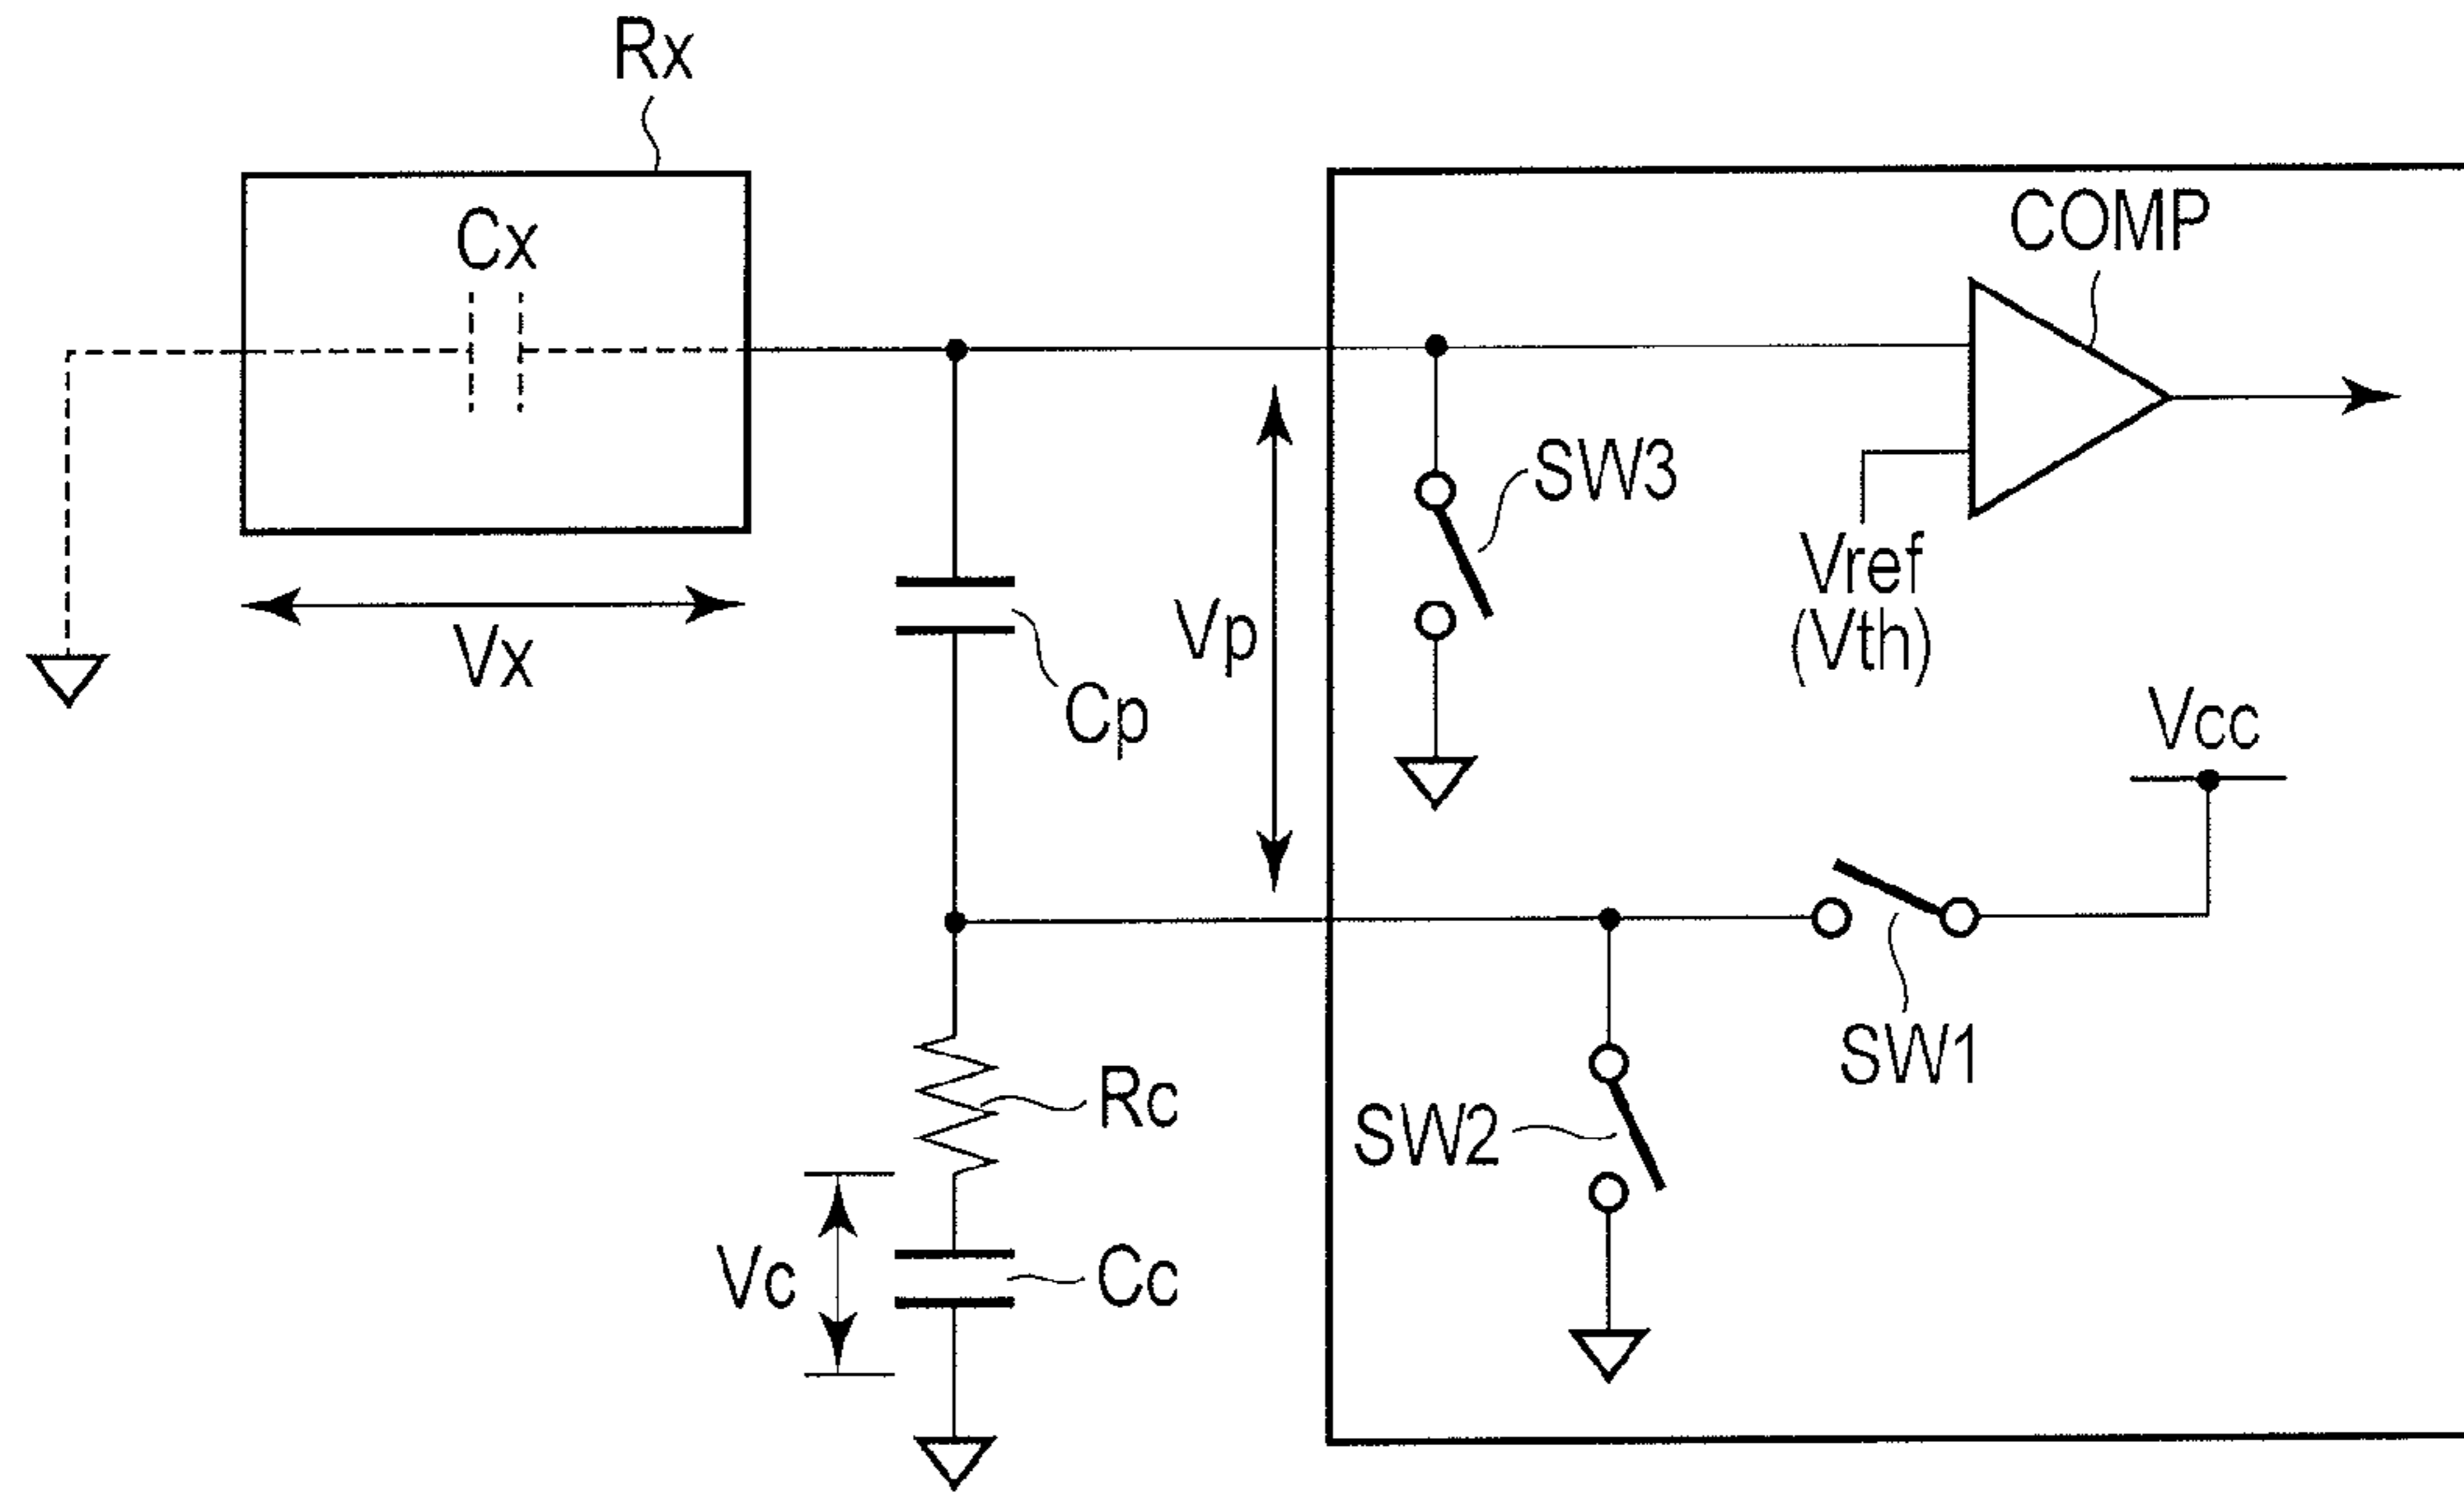 Rx
Cx
COMP
SW3
Vref
(Vth)
Vx
Vp
Cp
Vcc
SW1
Rc
SW2
Vc
Cc